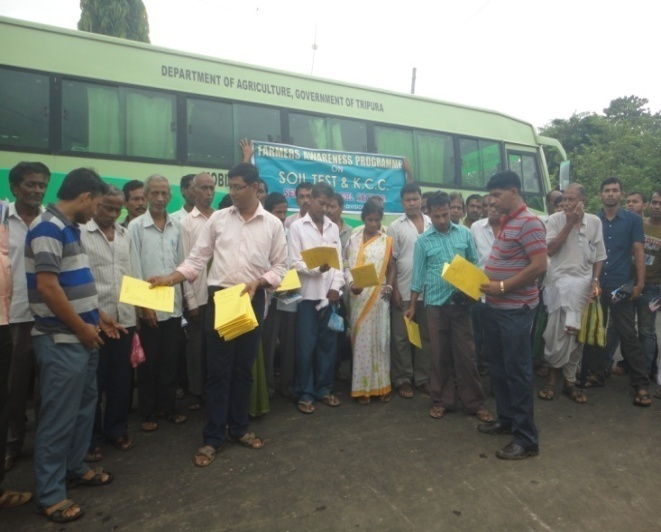 DEPARTMENT OF AGRICULTURE, GOVERNMENT OF TRIPURA
FARMERS AWARENESS PROGRAMME
ON
SOIL TEST & K.C.C.